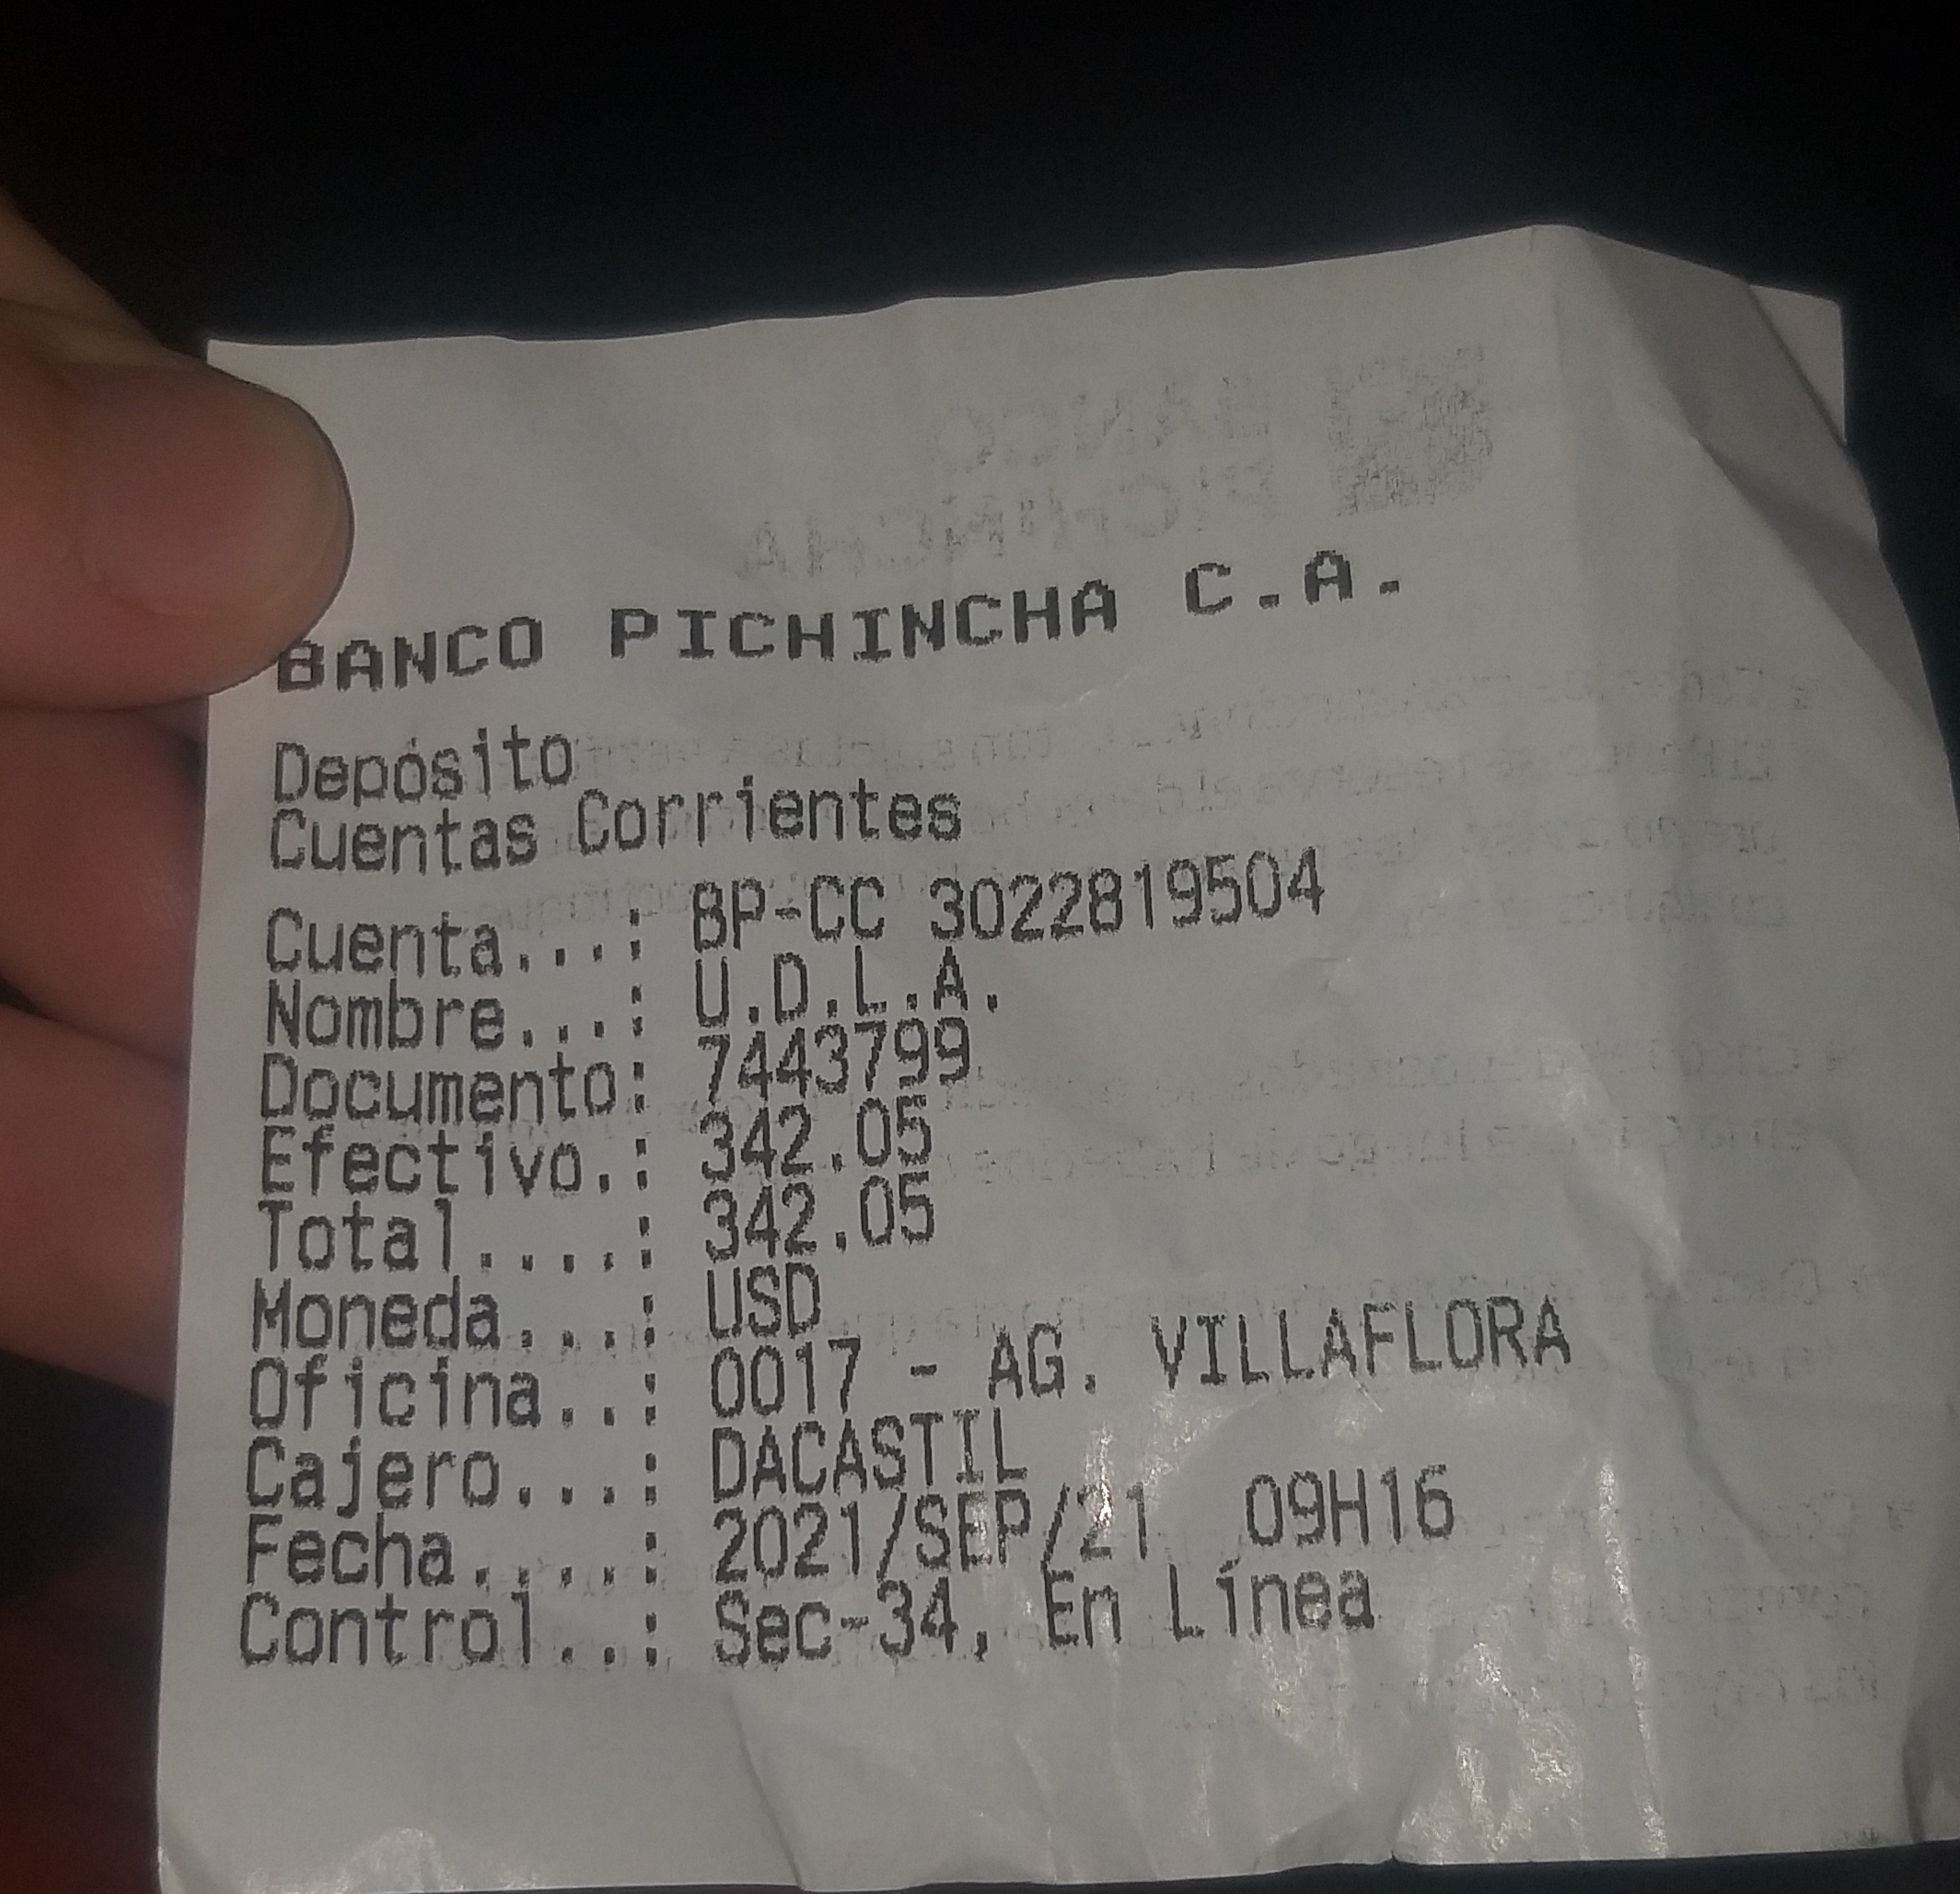 BANCO PICHINCHA C.A.
Depósito
Cuentas Corrientes
Cuenta...: BP-CC 3022819504
Nombre...: U.D.L.A.
Documento: 7443799
Efectivo.: 342.05
Total....: 342.05
Moneda...: USD
Oficina..: 0017 - AG. VILLAFLORA
Cajero...: DACASTIL
Fecha....: 2021/SEP/21 09H16
Control..: Sec-34, En Línea